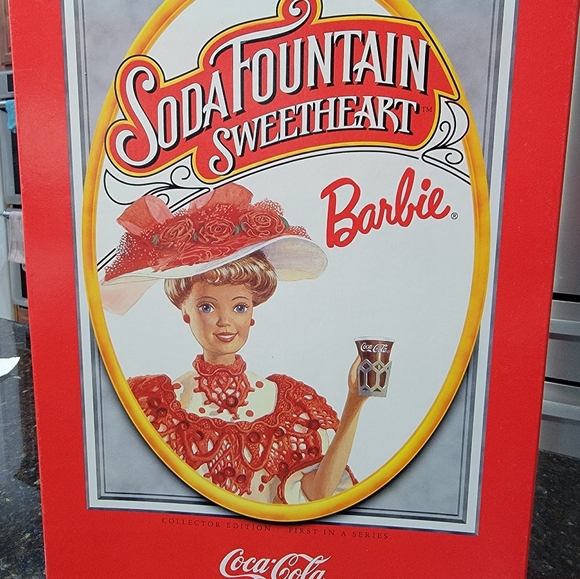 SODA FOUNTAIN
SWEETHEART™
Barbie®
Coca-Cola
COLLECTOR EDITION FIRST IN A SERIES
Coca-Cola